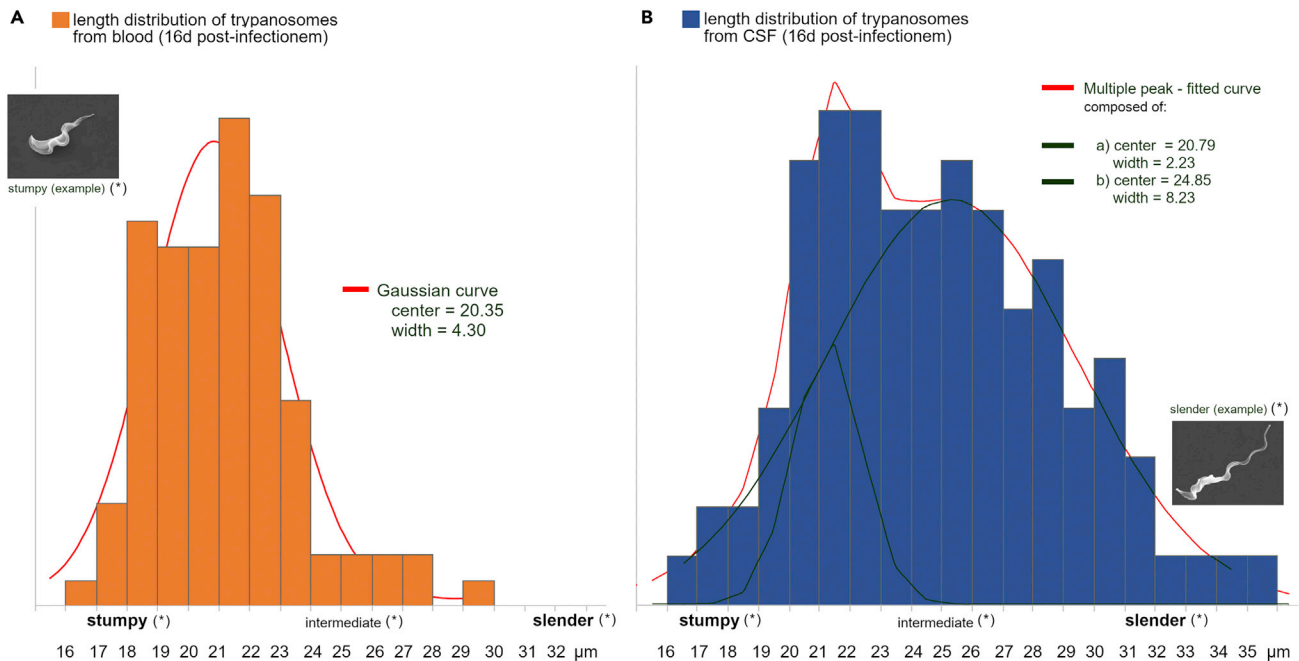 A
length distribution of trypanosomes
from blood (16d post-infectionem)
stumpy (example) (*)
Gaussian curve
center = 20.35
width = 4.30
stumpy (*) intermediate (*) slender (*)
16 17 18 19 20 21 22 23 24 25 26 27 28 29 30 31 32 µm
B
length distribution of trypanosomes
from CSF (16d post-infectionem)
Multiple peak - fitted curve
composed of:
a) center = 20.79
width = 2.23
b) center = 24.85
width = 8.23
slender (example) (*)
stumpy (*) intermediate (*) slender (*)
16 17 18 19 20 21 22 23 24 25 26 27 28 29 30 31 32 33 34 35 µm